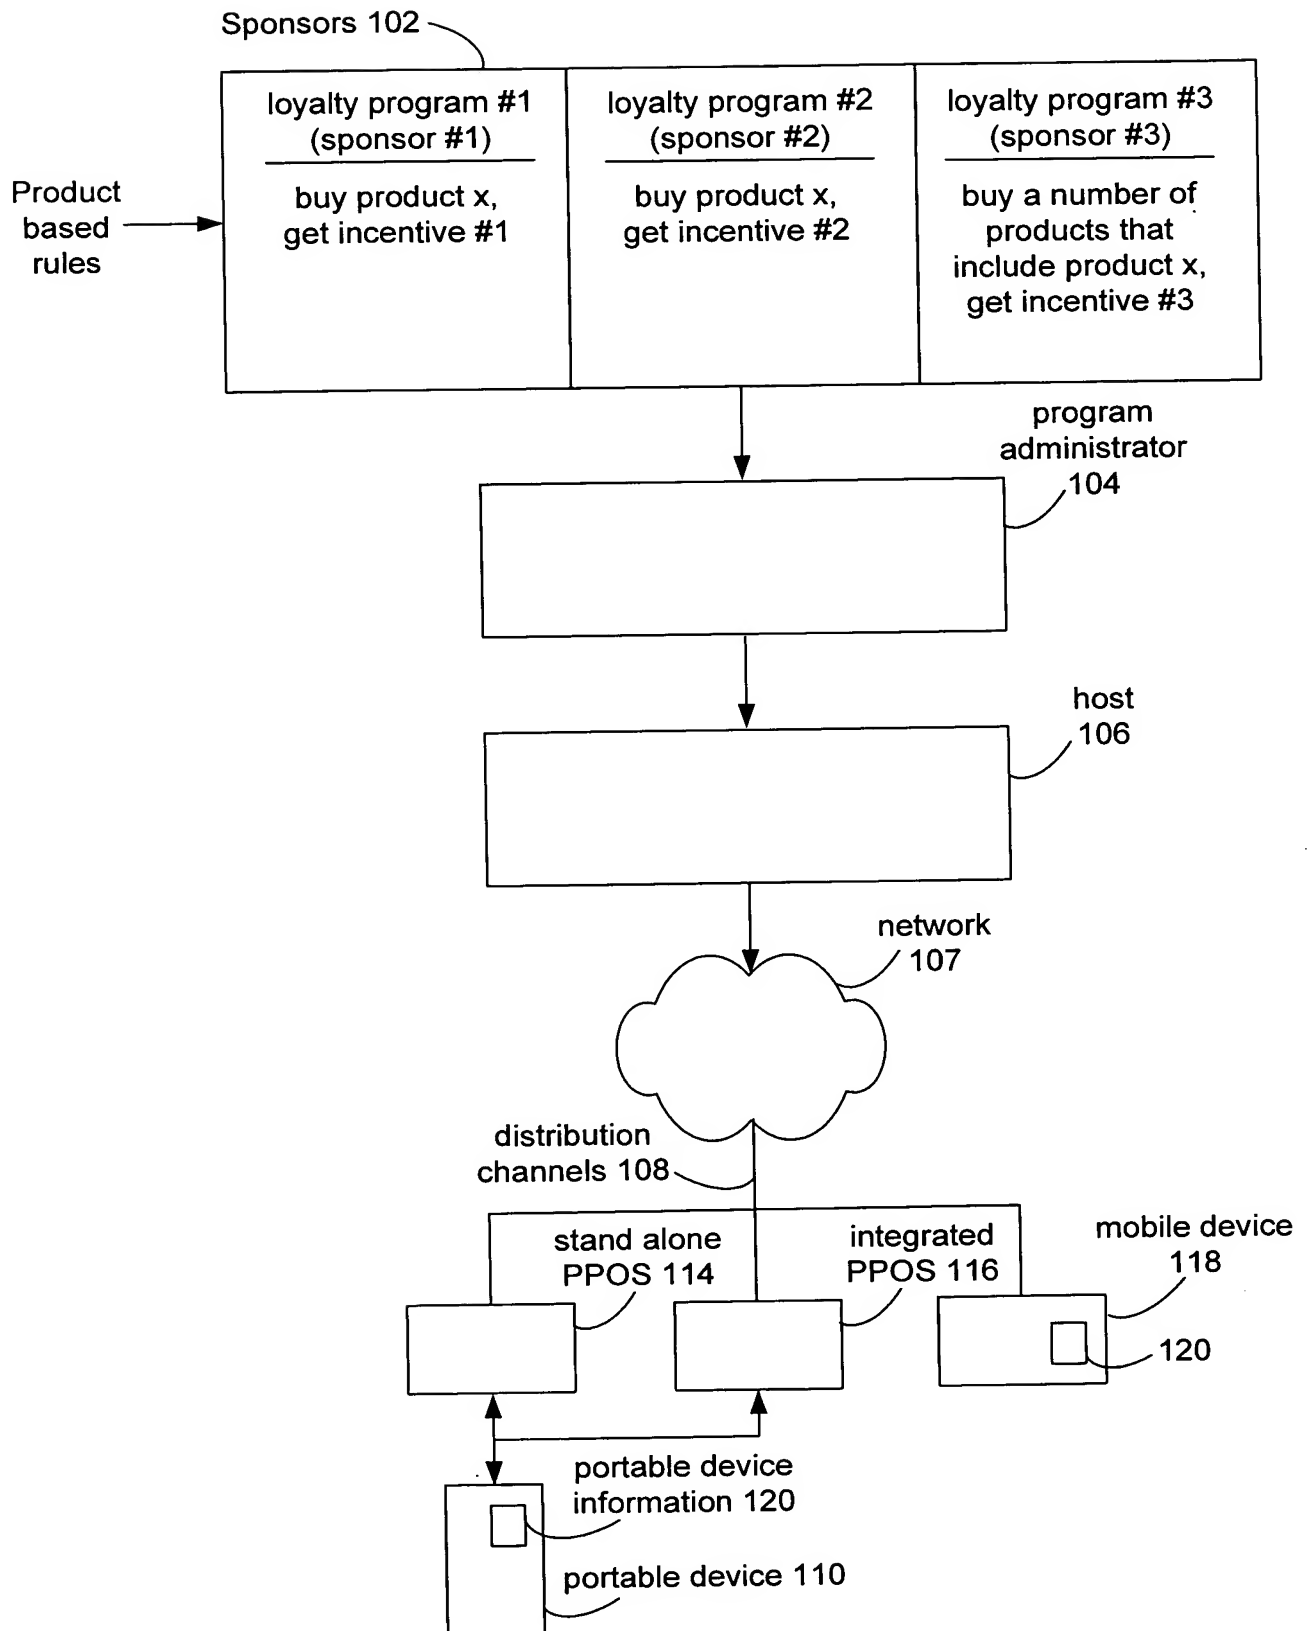 Sponsors 102
loyalty program #1
(sponsor #1)
buy product x,
get incentive #1
loyalty program #2
(sponsor #2)
buy product x,
get incentive #2
loyalty program #3
(sponsor #3)
buy a number of
products that
include product x,
get incentive #3
Product
based
rules
program
administrator
104
host
106
network
107
distribution
channels 108
stand alone
PPOS 114
integrated
PPOS 116
mobile device
118
120
portable device
information 120
portable device 110